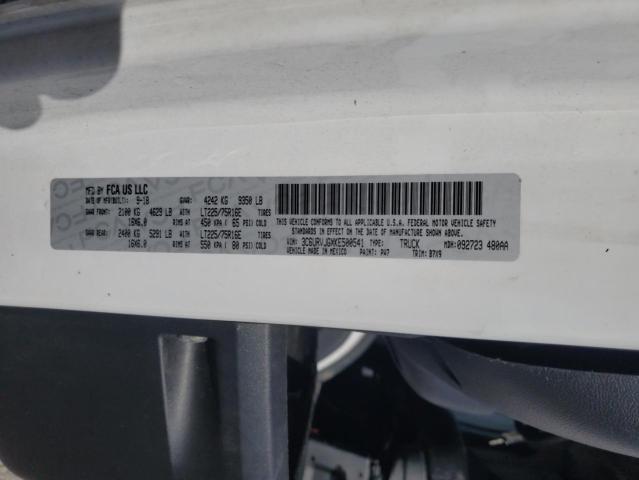 MFD BY FCA US LLC
DATE OF MFR(BUILT): 9-18 GVWR: 4242 KG 9350 LB
GAWR FRONT: 2100 KG 4629 LB WITH LT225/75R16E TIRES
16X6.0 RIMS AT 450 KPA ( 65 PSI) COLD
GAWR REAR: 2400 KG 5291 LB WITH LT225/75R16E TIRES
16X6.0 RIMS AT 550 KPA ( 80 PSI) COLD
THIS VEHICLE CONFORMS TO ALL APPLICABLE U.S.A. FEDERAL MOTOR VEHICLE SAFETY
STANDARDS IN EFFECT ON THE DATE OF MANUFACTURE SHOWN ABOVE.
VIN: 3C6URVJGXKE500541 TYPE: TRUCK MDH: 092723 480AA
VEHICLE MADE IN MEXICO PAINT: PW7 TRIM: B7X9